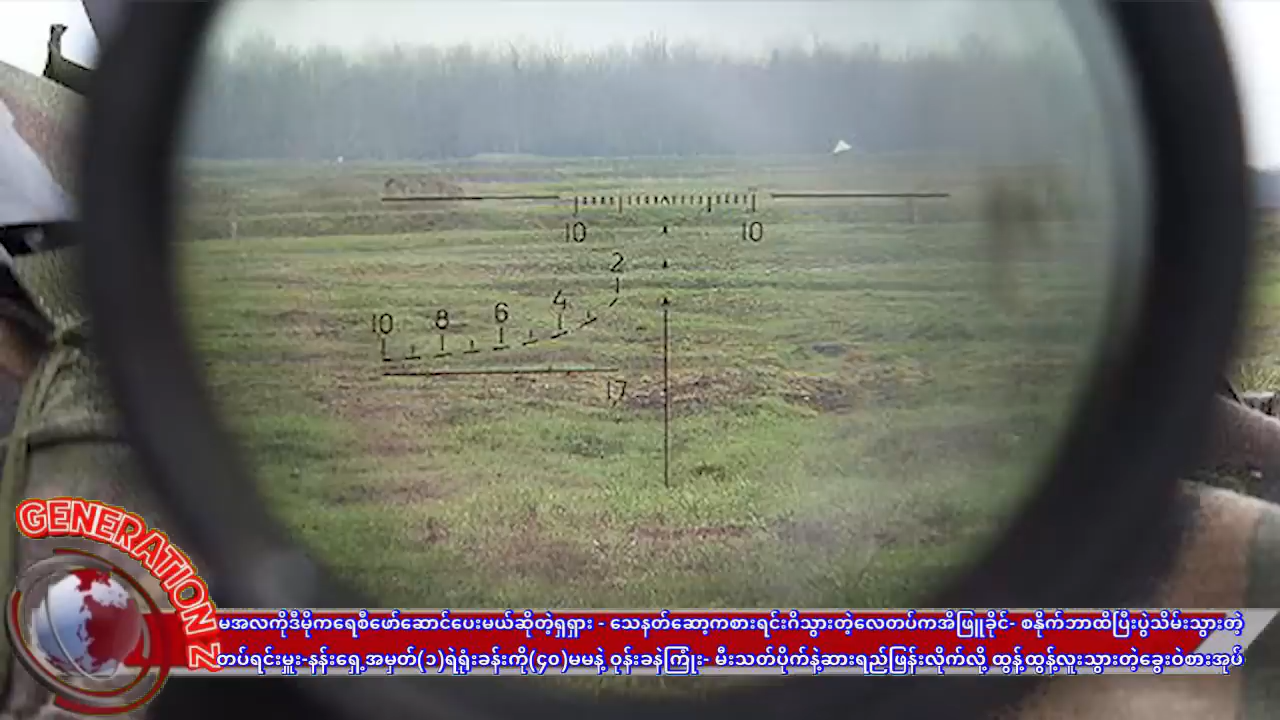 10 10
2
10 8 6 4
17
GENERATION Z
မအလကိုဒီမိုကရေစီဖော်ဆောင်ပေးမယ်ဆိုတဲ့ရုရှား - သေနတ်ဆော့ကစားရင်းဂိသွားတဲ့လေတပ်ကအိဖြူခိုင်- စနိုက်ဘာထိပြီးပွဲသိမ်းသွားတဲ့
တပ်ရင်းမှူး-နန်းရှေ့အမှတ်(၁)ရဲရုံးခန်းကို(၄၀)မမနဲ့ ဝုန်းခနဲကြုံး- မီးသတ်ပိုက်နဲ့ဆားရည်ဖြန်းလိုက်လို့ ထွန့်ထွန့်လူးသွားတဲ့ခွေးဝဲစားအုပ်